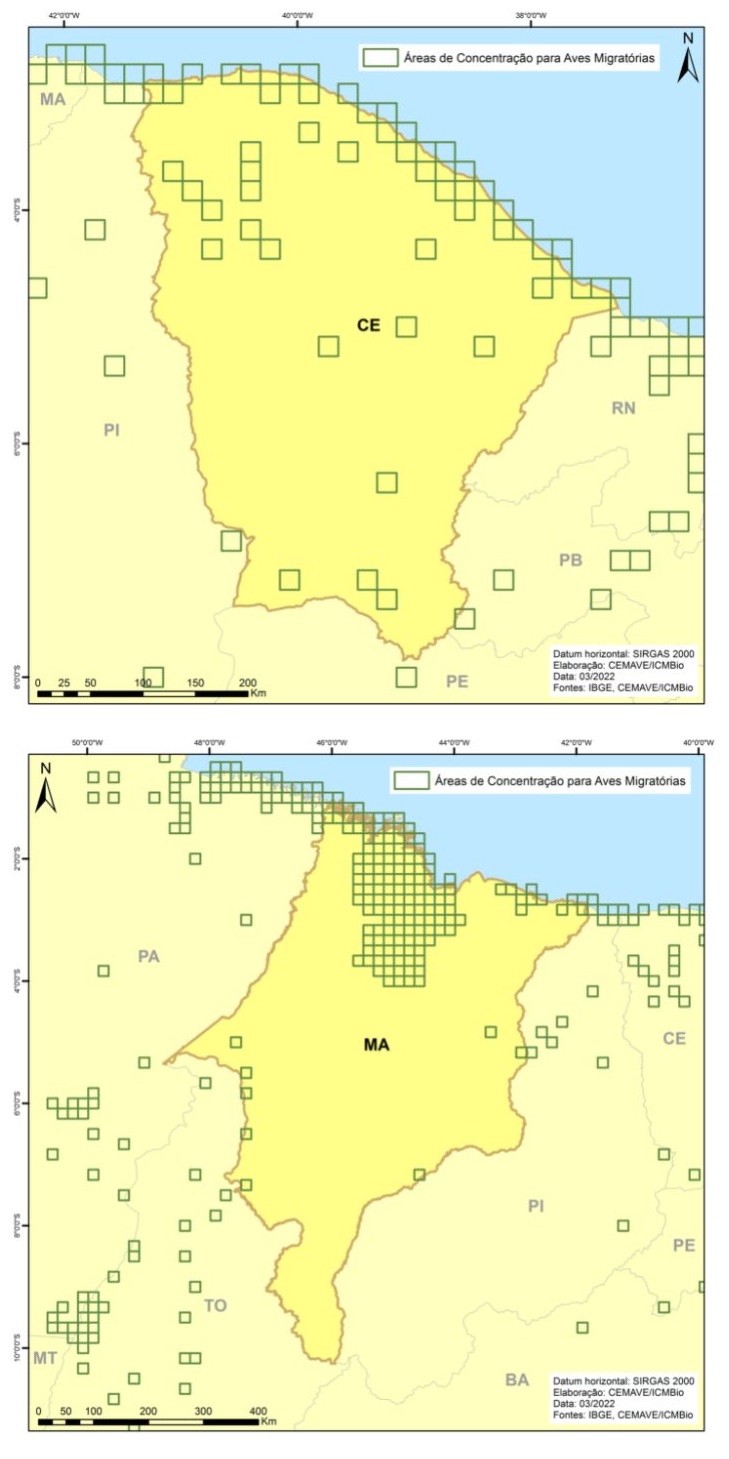 42°0'0"W 40°0'0"W 38°0'0"W
N
Áreas de Concentração para Aves Migratórias
MA
4°0'0"S
CE
RN
PI
6°0'0"S
PB
Datum horizontal: SIRGAS 2000
Elaboração: CEMAVE/ICMBio
Data: 03/2022
Fontes: IBGE, CEMAVE/ICMBio
8°0'0"S
0 25 50 100 150 200
Km
PE
50°0'0"W 48°0'0"W 46°0'0"W 44°0'0"W 42°0'0"W 40°0'0"W
N
Áreas de Concentração para Aves Migratórias
2°0'0"S
PA
4°0'0"S
CE
MA
6°0'0"S
PI
8°0'0"S
PE
TO
10°0'0"S
MT
BA
Datum horizontal: SIRGAS 2000
Elaboração: CEMAVE/ICMBio
Data: 03/2022
Fontes: IBGE, CEMAVE/ICMBio
0 50 100 200 300 400
Km